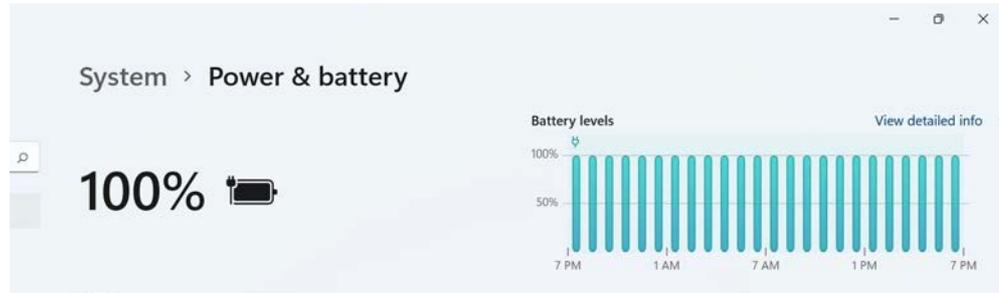 System > Power & battery
Battery levels
View detailed info
100%
100%
50%
7 PM 1 AM 7 AM 1 PM 7 PM